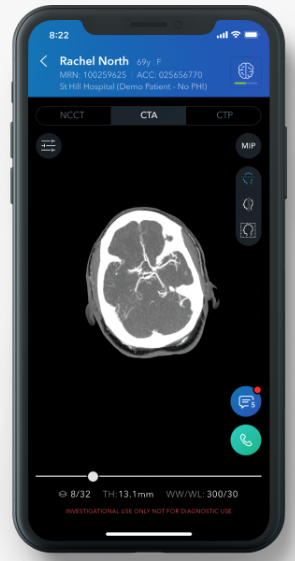 8:22
Rachel North 69y F
MRN: 100259625 | ACC: 025656770
St Hill Hospital (Demo Patient - No PHI)
NCCT CTA CTP
MIP
5
8/32 TH:13.1mm WW/WL: 300/30
INVESTIGATIONAL USE ONLY NOT FOR DIAGNOSTIC USE